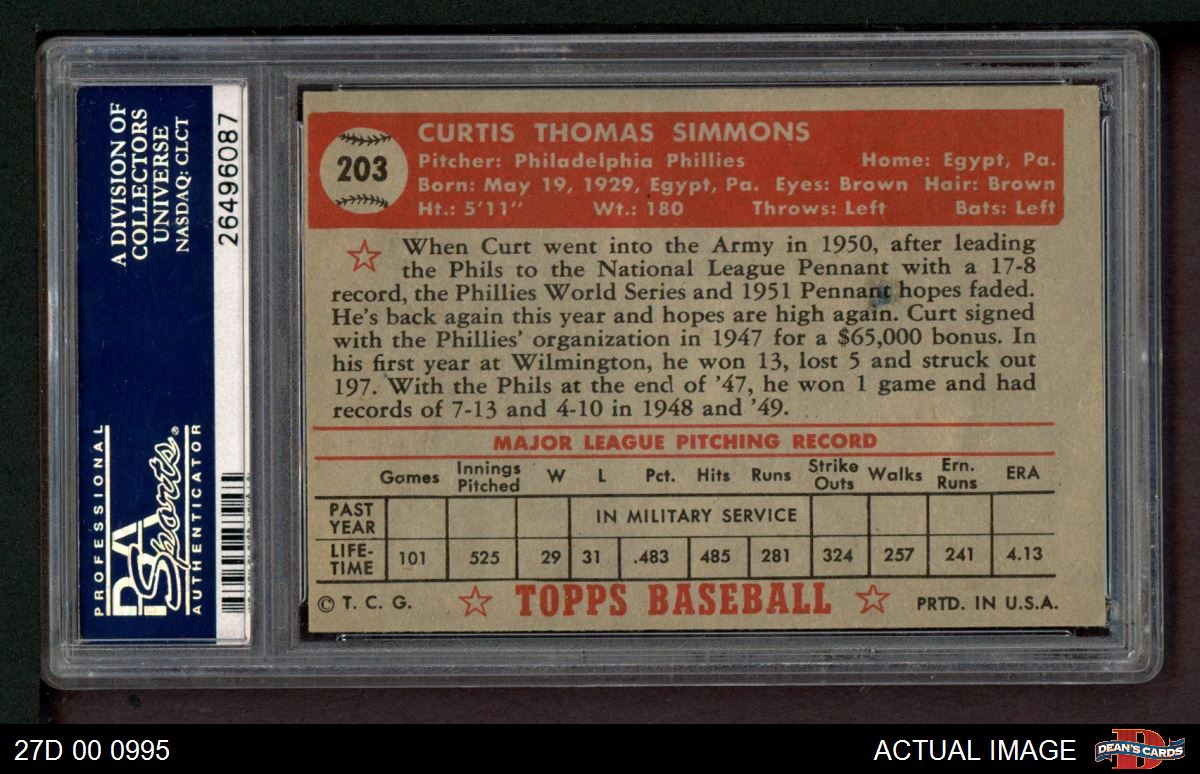 A DIVISION OF
COLLECTORS
UNIVERSE
NASDAQ: CLCT
26496087
PROFESSIONAL
PSA
Sports®
AUTHENTICATOR
203
CURTIS THOMAS SIMMONS
Pitcher: Philadelphia Phillies Home: Egypt, Pa.
Born: May 19, 1929, Egypt, Pa. Eyes: Brown Hair: Brown
Ht.: 5'11" Wt.: 180 Throws: Left Bats: Left
When Curt went into the Army in 1950, after leading
the Phils to the National League Pennant with a 17-8
record, the Phillies World Series and 1951 Pennant hopes faded.
He's back again this year and hopes are high again. Curt signed
with the Phillies' organization in 1947 for a $65,000 bonus. In
his first year at Wilmington, he won 13, lost 5 and struck out
197. With the Phils at the end of '47, he won 1 game and had
records of 7-13 and 4-10 in 1948 and '49.
MAJOR LEAGUE PITCHING RECORD
Games Innings Pitched W L Pct. Hits Runs Strike Outs Walks Ern. Runs ERA
PAST YEAR IN MILITARY SERVICE
LIFE-TIME 101 525 29 31 .483 485 281 324 257 241 4.13
© T. C. G. TOPPS BASEBALL PRTD. IN U.S.A.
27D 00 0995 ACTUAL IMAGE DEAN'S CARDS